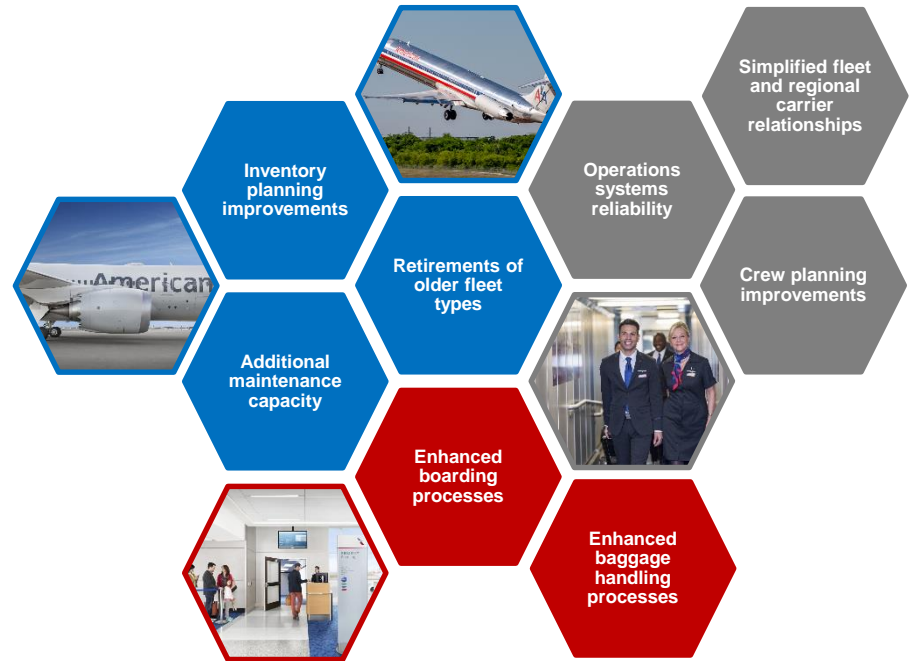 Simplified fleet
and regional
carrier
relationships
Inventory
planning
improvements
Operations
systems
reliability
American
Retirements of
older fleet
types
Crew planning
improvements
Additional
maintenance
capacity
Enhanced
boarding
processes
Enhanced
baggage
handling
processes